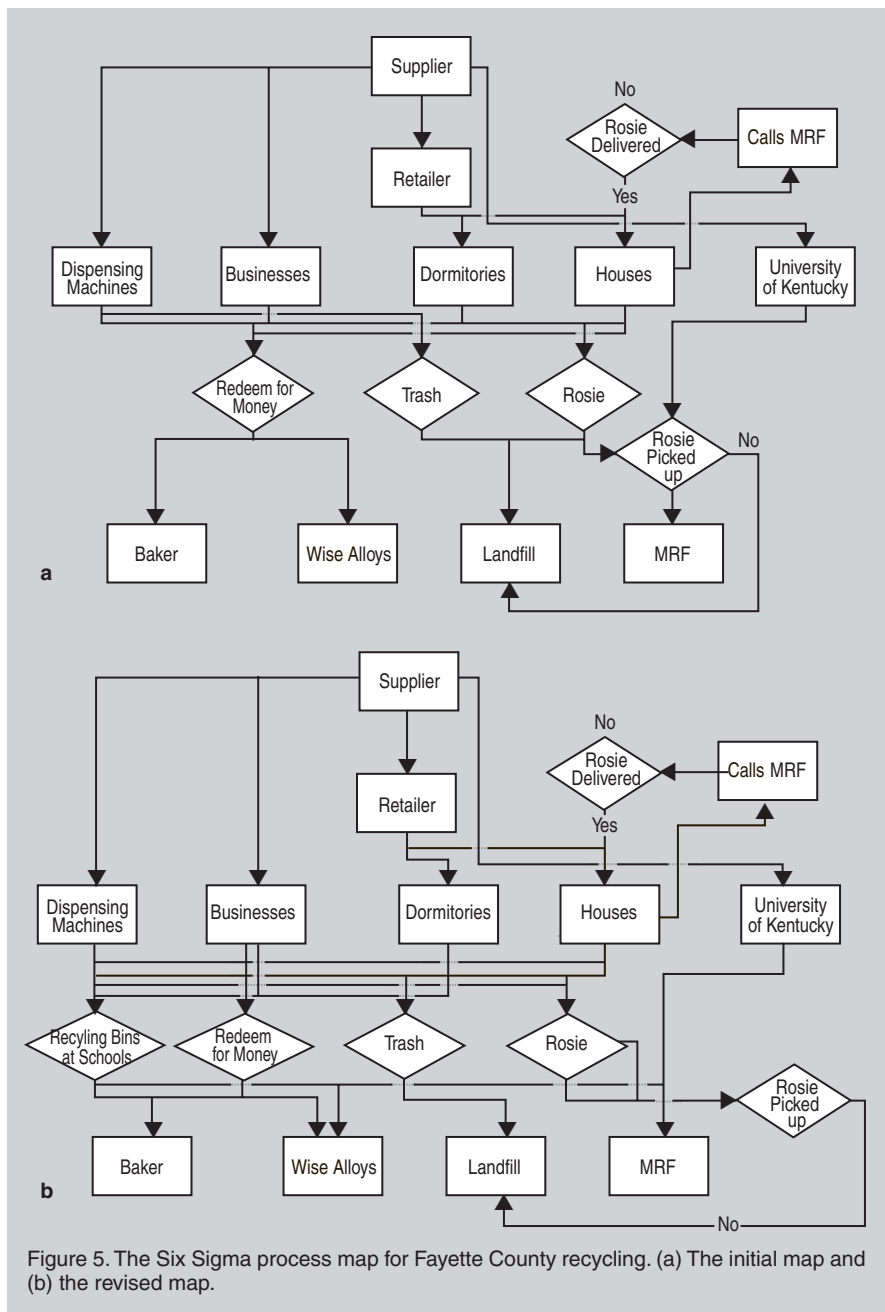 Supplier
No
Rosie
Delivered
Calls MRF
Retailer
Yes
Dispensing
Machines
Businesses
Dormitories
Houses
University
of Kentucky
Redeem for
Money
Trash
Rosie
Rosie
Picked
up
No
Baker
Wise Alloys
Landfill
MRF
a
Supplier
No
Rosie
Delivered
Calls MRF
Retailer
Yes
Dispensing
Machines
Businesses
Dormitories
Houses
University
of Kentucky
Recyling Bins
at Schools
Redeem
for Money
Trash
Rosie
Rosie
Picked
up
Baker
Wise Alloys
Landfill
MRF
b
No
Figure 5. The Six Sigma process map for Fayette County recycling. (a) The initial map and
(b) the revised map.